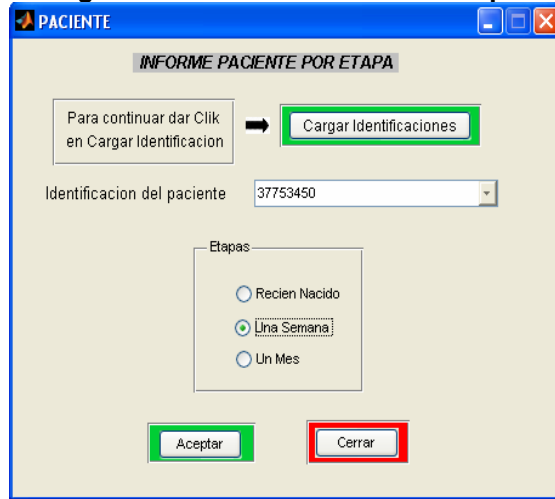 PACIENTE
INFORME PACIENTE POR ETAPA
Para continuar dar Clik
en Cargar Identificacion
Cargar Identificaciones
Identificacion del paciente
37753450
Etapas
Recien Nacido
Una Semana
Un Mes
Aceptar
Cerrar